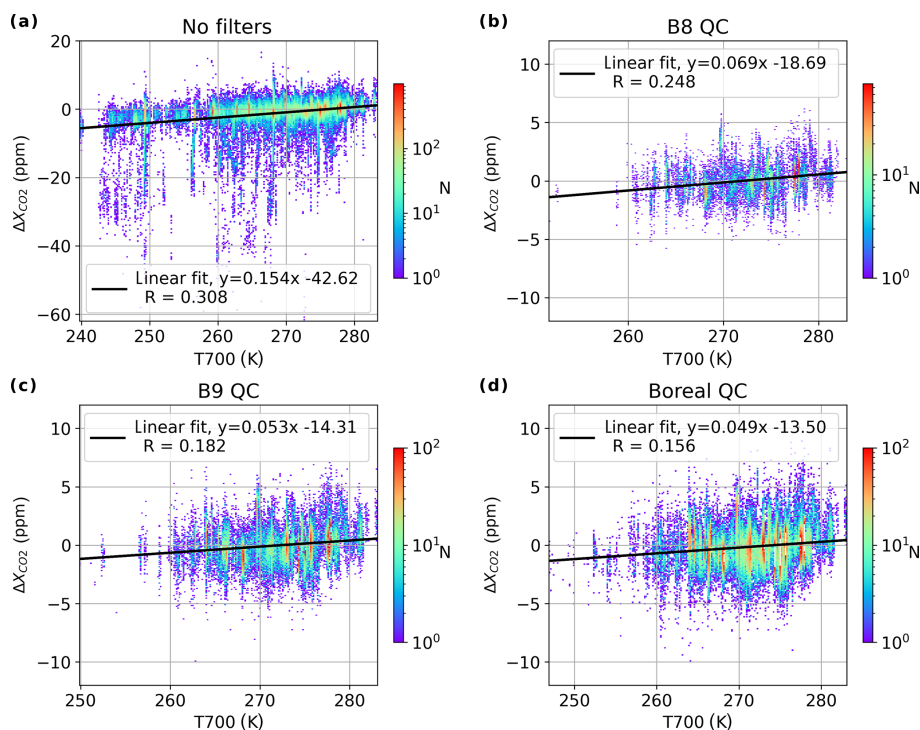 (a)
No filters
20
0
−20
−40
−60
ΔX_CO2 (ppm)
Linear fit, y=0.154x -42.62
R = 0.308
240 250 260 270 280
T700 (K)
10^2
10^1
10^0
N
(b)
B8 QC
10
5
0
−5
−10
ΔX_CO2 (ppm)
Linear fit, y=0.069x -18.69
R = 0.248
260 270 280
T700 (K)
10^1
10^0
N
(c)
B9 QC
10
5
0
−5
−10
ΔX_CO2 (ppm)
Linear fit, y=0.053x -14.31
R = 0.182
250 260 270 280
T700 (K)
10^2
10^1
10^0
N
(d)
Boreal QC
10
5
0
−5
−10
ΔX_CO2 (ppm)
Linear fit, y=0.049x -13.50
R = 0.156
250 260 270 280
T700 (K)
10^2
10^1
10^0
N